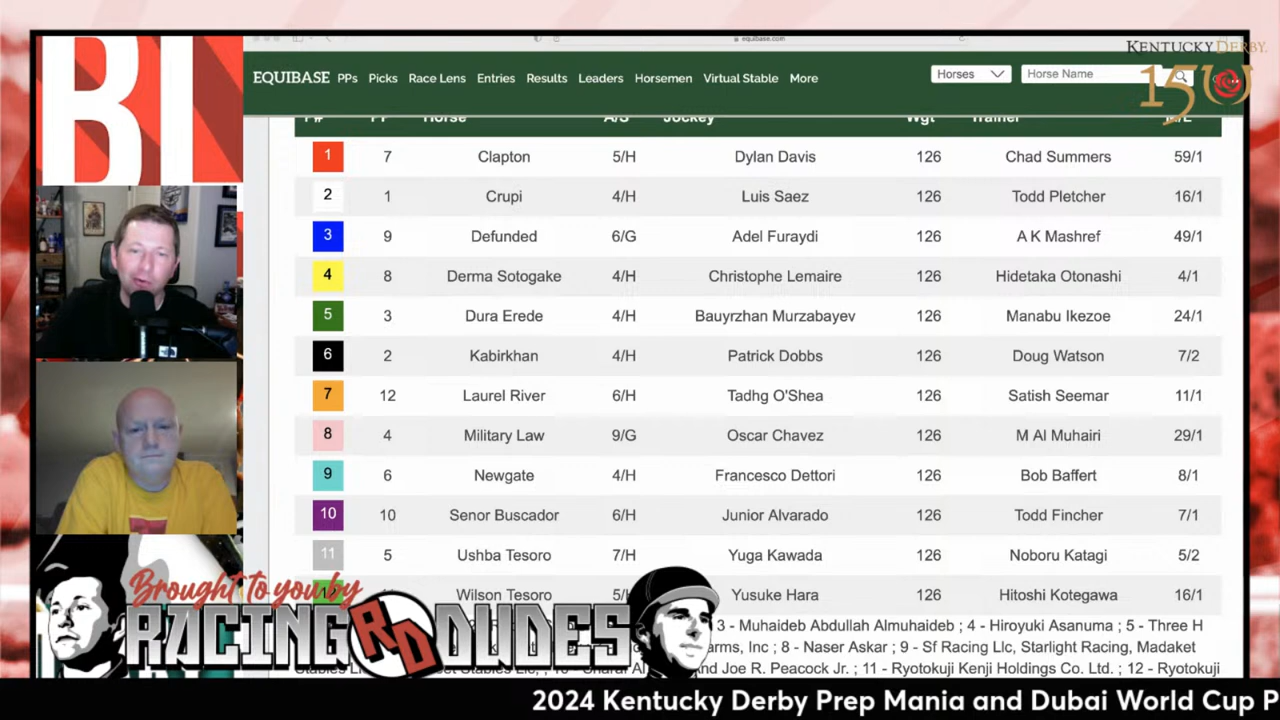 BI
equibase.com
KENTUCKY DERBY.
150
EQUIBASE PPs Picks Race Lens Entries Results Leaders Horsemen Virtual Stable More Horses Horse Name
P# PP Horse A/S Jockey Wgt Trainer M/L
1 7 Clapton 5/H Dylan Davis 126 Chad Summers 59/1
2 1 Crupi 4/H Luis Saez 126 Todd Pletcher 16/1
3 9 Defunded 6/G Adel Furaydi 126 A K Mashref 49/1
4 8 Derma Sotogake 4/H Christophe Lemaire 126 Hidetaka Otonashi 4/1
5 3 Dura Erede 4/H Bauyrzhan Murzabayev 126 Manabu Ikezoe 24/1
6 2 Kabirkhan 4/H Patrick Dobbs 126 Doug Watson 7/2
7 12 Laurel River 6/H Tadhg O'Shea 126 Satish Seemar 11/1
8 4 Military Law 9/G Oscar Chavez 126 M Al Muhairi 29/1
9 6 Newgate 4/H Francesco Dettori 126 Bob Baffert 8/1
10 10 Senor Buscador 6/H Junior Alvarado 126 Todd Fincher 7/1
11 5 Ushba Tesoro 7/H Yuga Kawada 126 Noboru Katagi 5/2
Wilson Tesoro Yusuke Hara 126 Hitoshi Kotegawa 16/1
Brought to you by
RACING RD DUDES
3 - Muhaideb Abdullah Almuhaideb ; 4 - Hiroyuki Asanuma ; 5 - Three H
Inc ; 8 - Naser Askar ; 9 - Sf Racing Llc, Starlight Racing, Madaket
and Joe R. Peacock Jr. ; 11 - Ryotokuji Kenji Holdings Co. Ltd. ; 12 - Ryotokuji
2024 Kentucky Derby Prep Mania and Dubai World Cup P